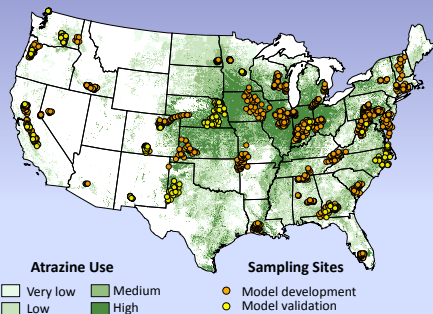 Atrazine Use
Sampling Sites
Very low
Medium
Model development
Low
High
Model validation